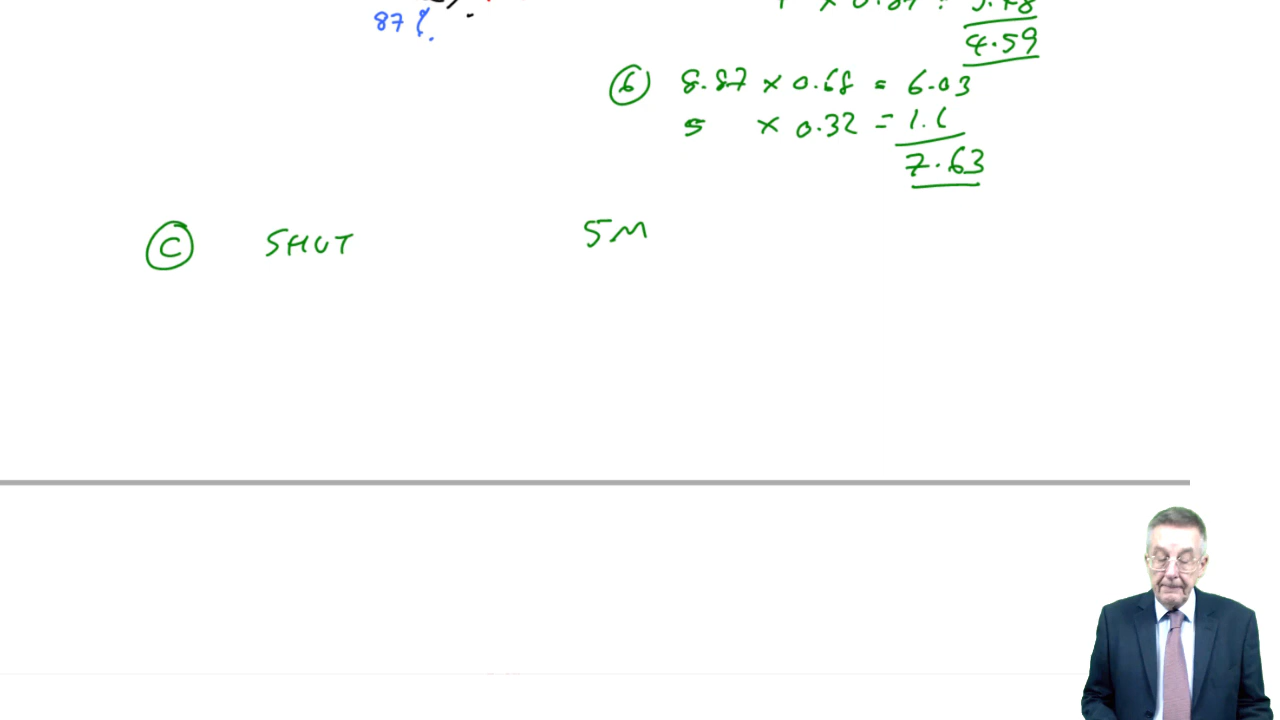 87%
4.59
⑥ 8.87 × 0.68 = 6.03
5 × 0.32 = 1.6
7.63
Ⓒ SHUT 5M